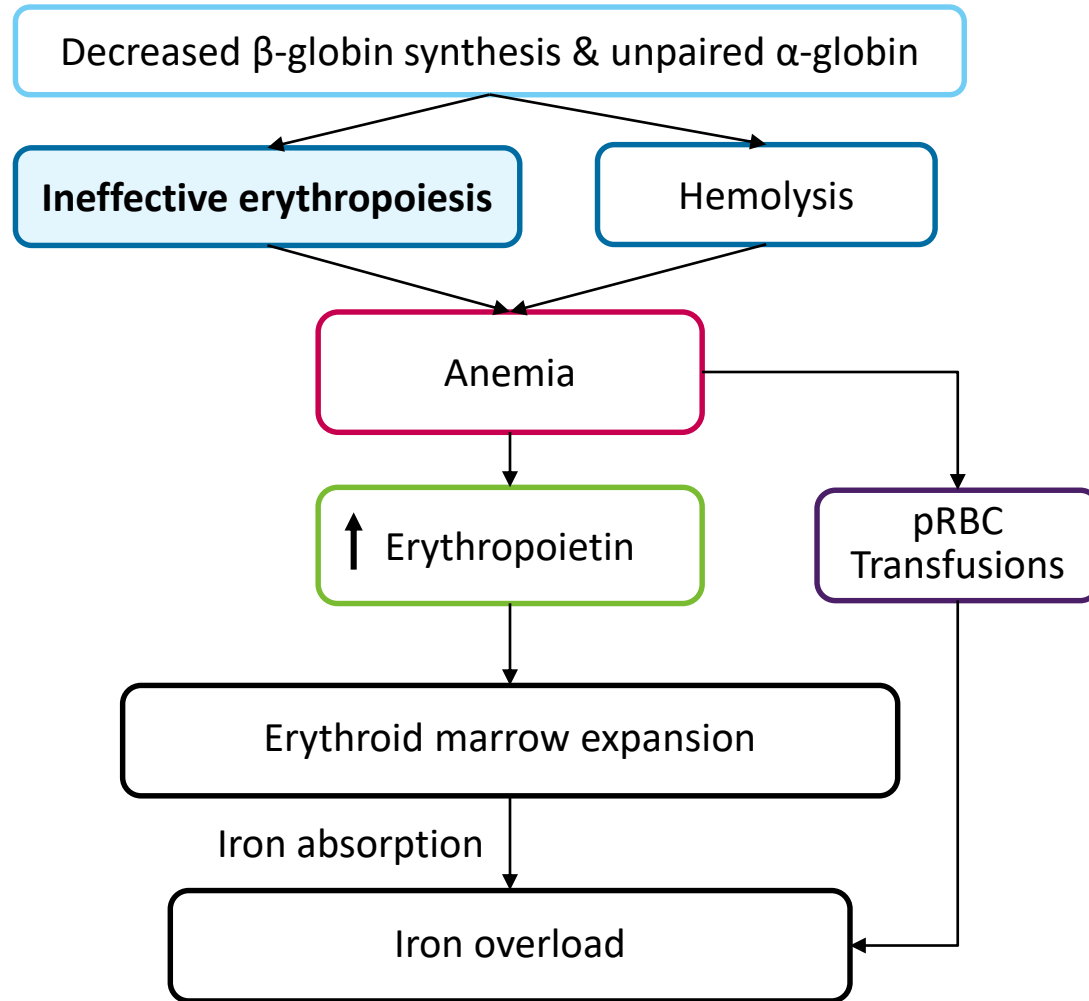 Decreased β-globin synthesis & unpaired α-globin
Ineffective erythropoiesis
Hemolysis
Anemia
Erythropoietin
pRBC
Transfusions
Erythroid marrow expansion
Iron absorption
Iron overload